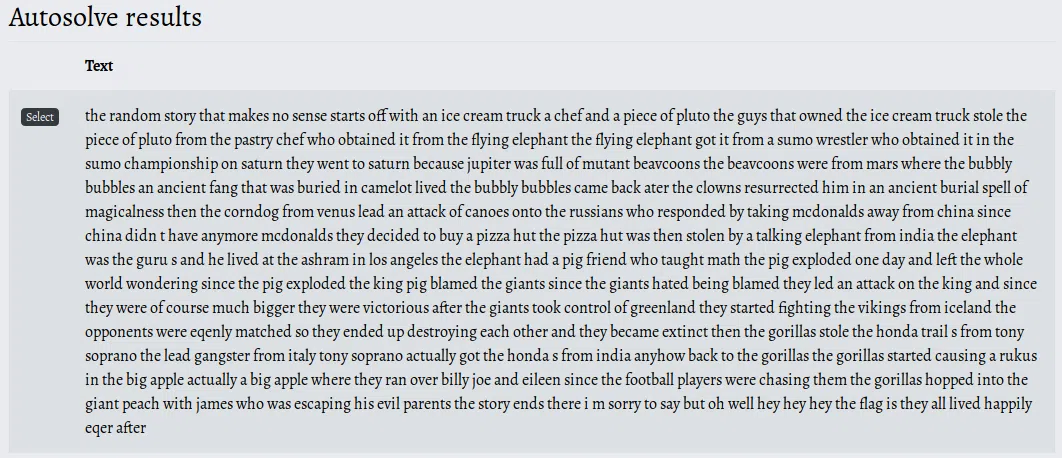 Autosolve results
Text
Select
the random story that makes no sense starts off with an ice cream truck a chef and a piece of pluto the guys that owned the ice cream truck stole the
piece of pluto from the pastry chef who obtained it from the flying elephant the flying elephant got it from a sumo wrestler who obtained it in the
sumo championship on saturn they went to saturn because jupiter was full of mutant beavcoons the beavcoons were from mars where the bubbly
bubbles an ancient fang that was buried in camelot lived the bubbly bubbles came back ater the clowns resurrected him in an ancient burial spell of
magicalness then the corndog from venus lead an attack of canoes onto the russians who responded by taking mcdonalds away from china since
china didn t have anymore mcdonalds they decided to buy a pizza hut the pizza hut was then stolen by a talking elephant from india the elephant
was the guru s and he lived at the ashram in los angeles the elephant had a pig friend who taught math the pig exploded one day and left the whole
world wondering since the pig exploded the king pig blamed the giants since the giants hated being blamed they led an attack on the king and since
they were of course much bigger they were victorious after the giants took control of greenland they started fighting the vikings from iceland the
opponents were eqenly matched so they ended up destroying each other and they became extinct then the gorillas stole the honda trail s from tony
soprano the lead gangster from italy tony soprano actually got the honda s from india anyhow back to the gorillas the gorillas started causing a rukus
in the big apple actually a big apple where they ran over billy joe and eileen since the football players were chasing them the gorillas hopped into the
giant peach with james who was escaping his evil parents the story ends there i m sorry to say but oh well hey hey hey the flag is they all lived happily
eqer after